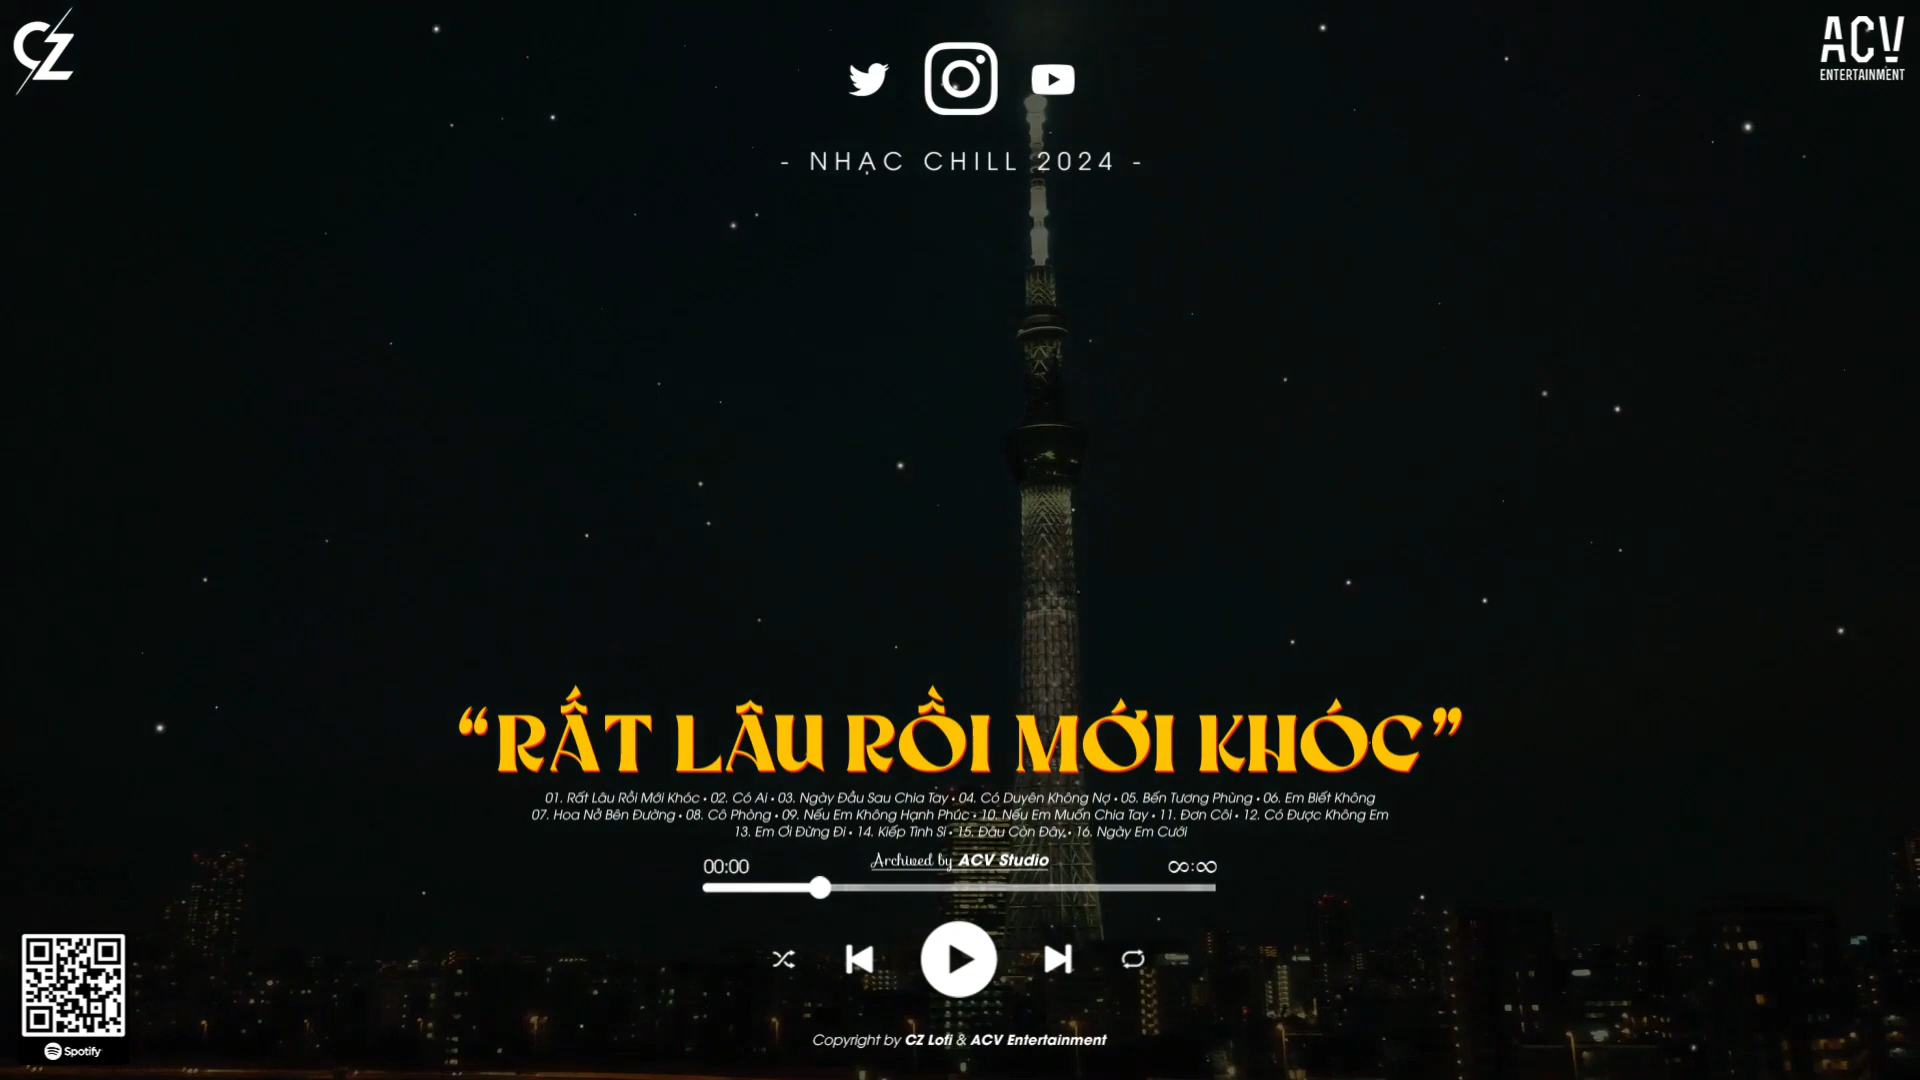 CZ
ACV
ENTERTAINMENT
- NHẠC CHILL 2024 -
“RẤT LÂU RỒI MỚI KHÓC”
01. Rất Lâu Rồi Mới Khóc • 02. Có Ai • 03. Ngày Đầu Sau Chia Tay • 04. Có Duyên Không Nợ • 05. Bến Tương Phùng • 06. Em Biết Không
07. Hoa Nở Bên Đường • 08. Cô Phòng • 09. Nếu Em Không Hạnh Phúc • 10. Nếu Em Muốn Chia Tay • 11. Đơn Côi • 12. Có Được Không Em
13. Em Ơi Đừng Đi • 14. Kiếp Tình Si • 15. Đâu Còn Đây • 16. Ngày Em Cưới
00:00
Archived by ACV Studio
∞:∞
Spotify
Copyright by CZ Lofi & ACV Entertainment